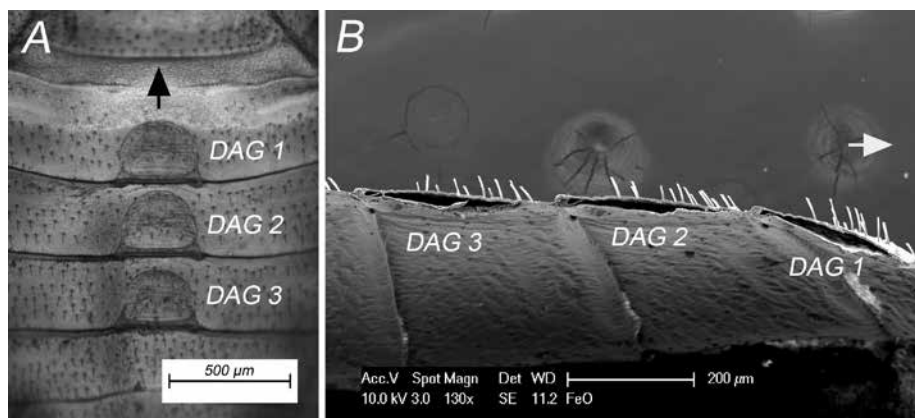 A
DAG 1
DAG 2
DAG 3
500 µm
B
DAG 3
DAG 2
DAG 1
Acc.V Spot Magn Det WD
10.0 kV 3.0 130x SE 11.2 FeO
200 µm